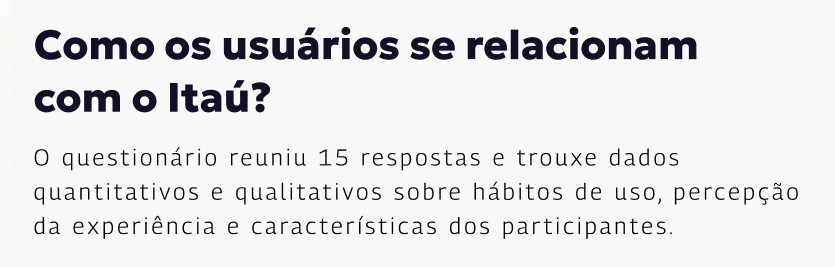 Como os usuários se relacionam
com o Itaú?
O questionário reuniu 15 respostas e trouxe dados
quantitativos e qualitativos sobre hábitos de uso, percepção
da experiência e características dos participantes.